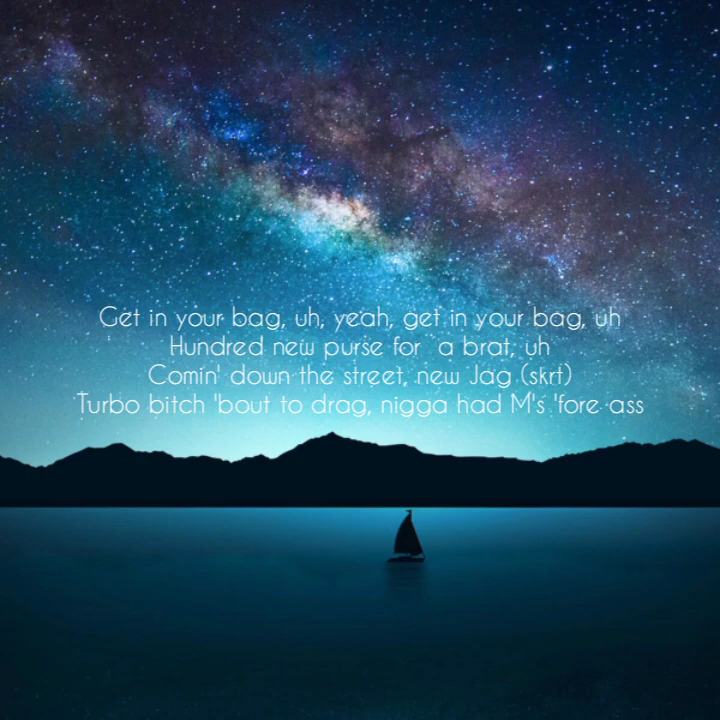 Get in your bag, uh, yeah, get in your bag, uh
Hundred new purse for  a brat, uh
Comin' down the street, new Jag (skrt)
Turbo bitch 'bout to drag, nigga had M's 'fore ass